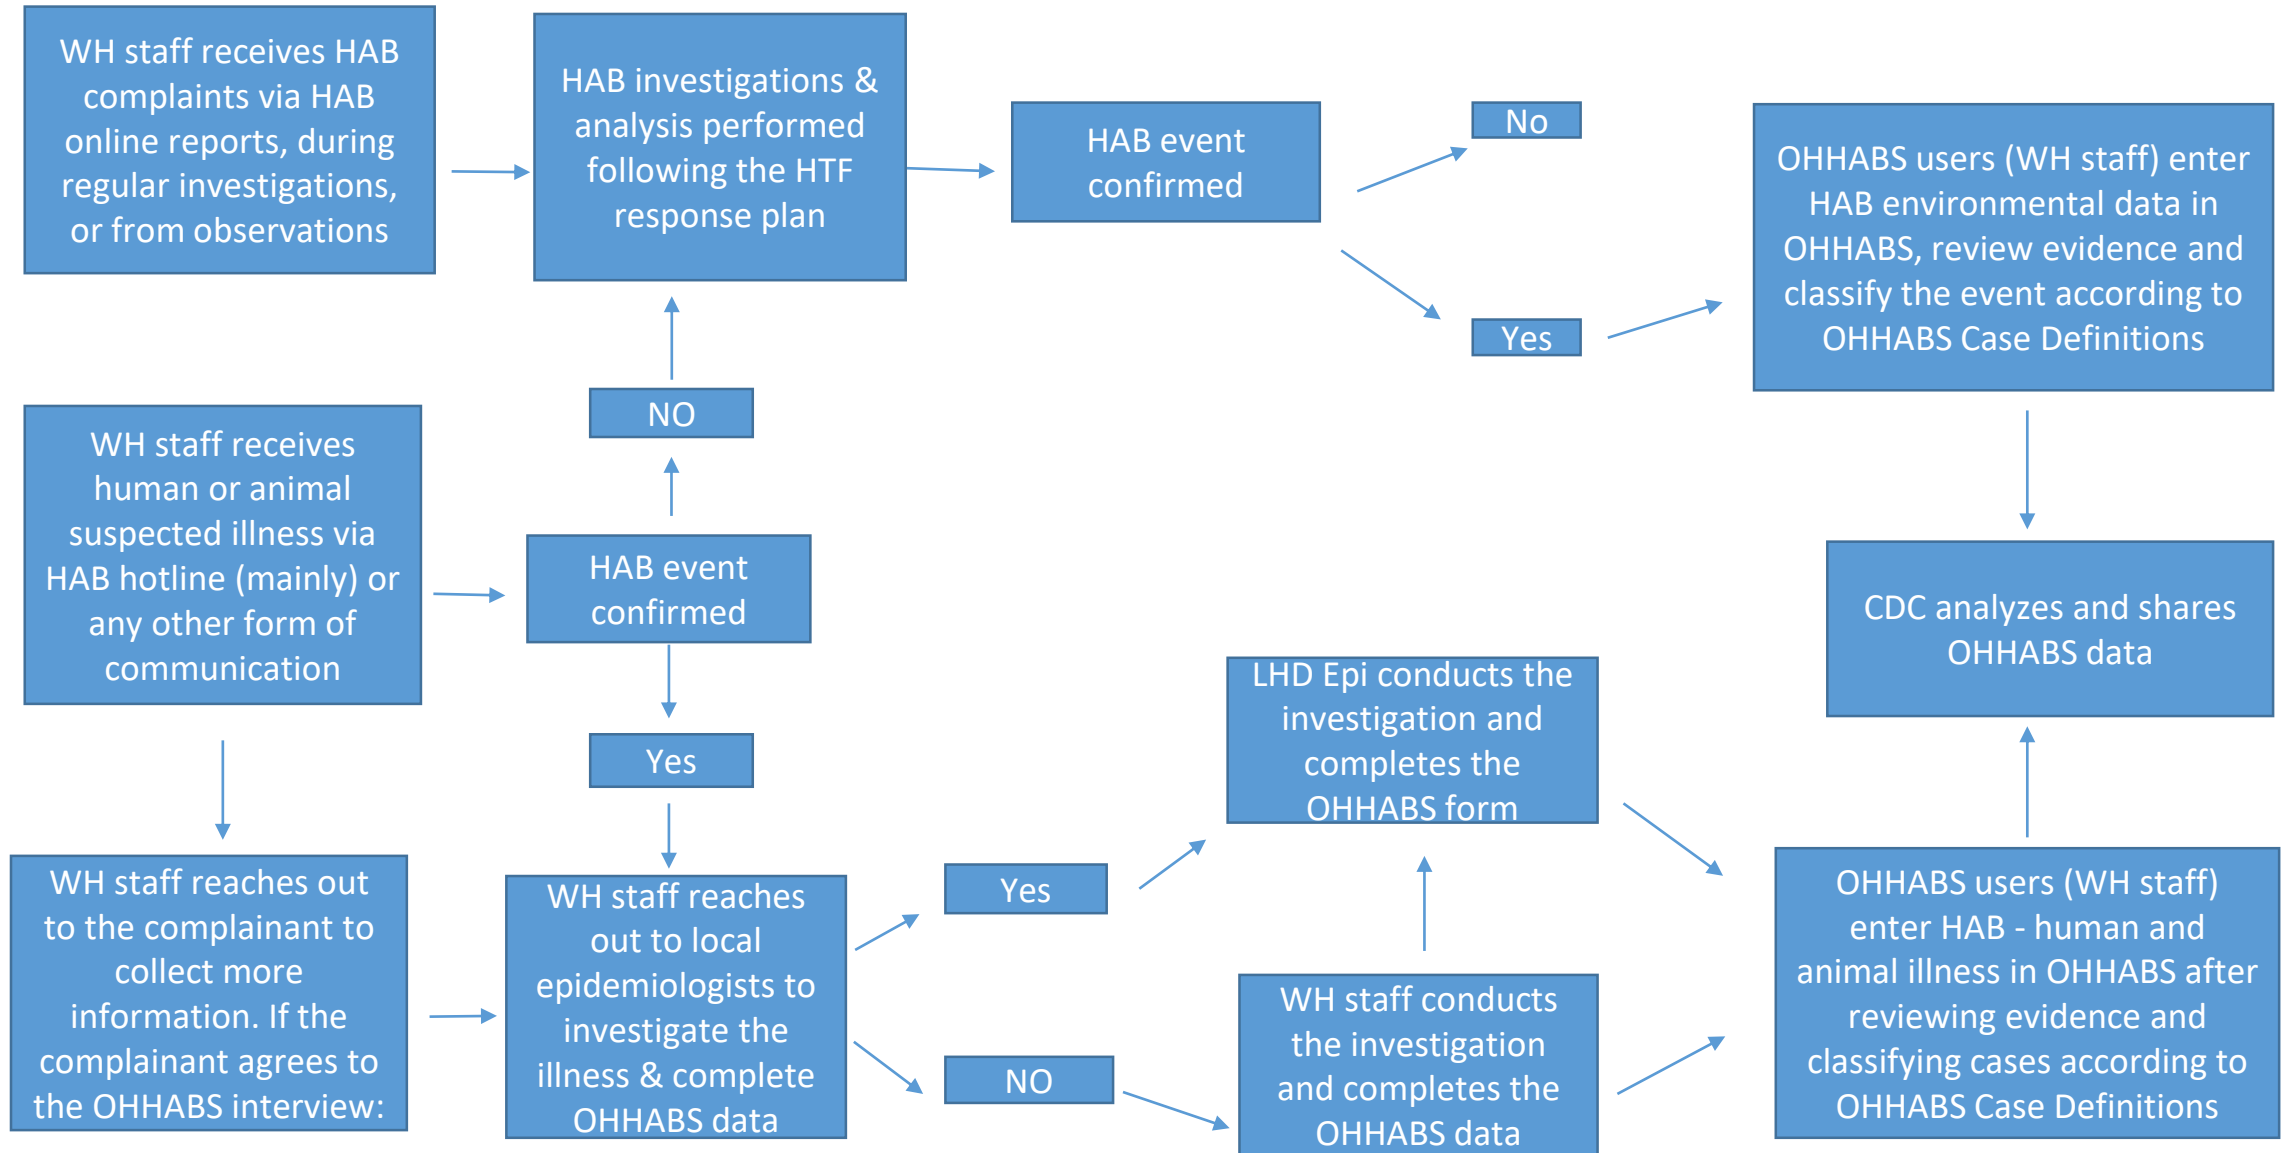 WH staff receives HAB
complaints via HAB
online reports, during
regular investigations,
or from observations
HAB investigations &
analysis performed
following the HTF
response plan
HAB event
confirmed
No
Yes
OHHABS users (WH staff) enter
HAB environmental data in
OHHABS, review evidence and
classify the event according to
OHHABS Case Definitions
NO
WH staff receives
human or animal
suspected illness via
HAB hotline (mainly) or
any other form of
communication
HAB event
confirmed
Yes
CDC analyzes and shares
OHHABS data
LHD Epi conducts the
investigation and
completes the
OHHABS form
WH staff reaches out
to the complainant to
collect more
information. If the
complainant agrees to
the OHHABS interview:
WH staff reaches
out to local
epidemiologists to
investigate the
illness & complete
OHHABS data
Yes
NO
WH staff conducts
the investigation
and completes the
OHHABS data
OHHABS users (WH staff)
enter HAB - human and
animal illness in OHHABS after
reviewing evidence and
classifying cases according to
OHHABS Case Definitions